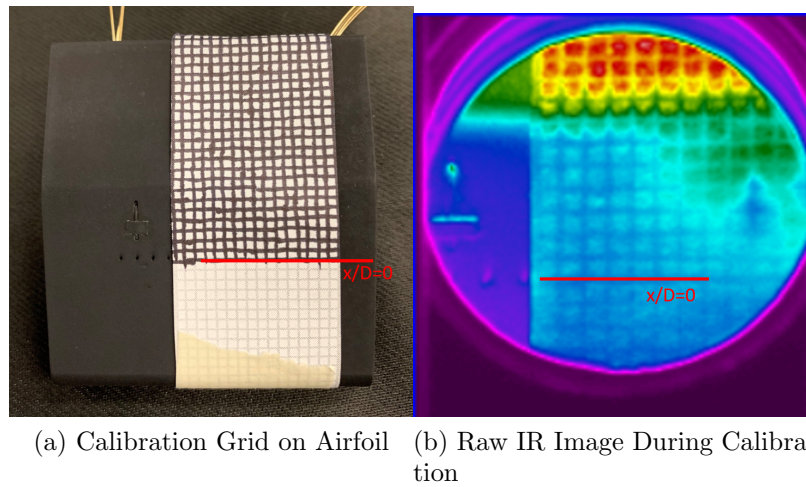 x/D=0
x/D=0
(a) Calibration Grid on Airfoil
(b) Raw IR Image During Calibra-
tion